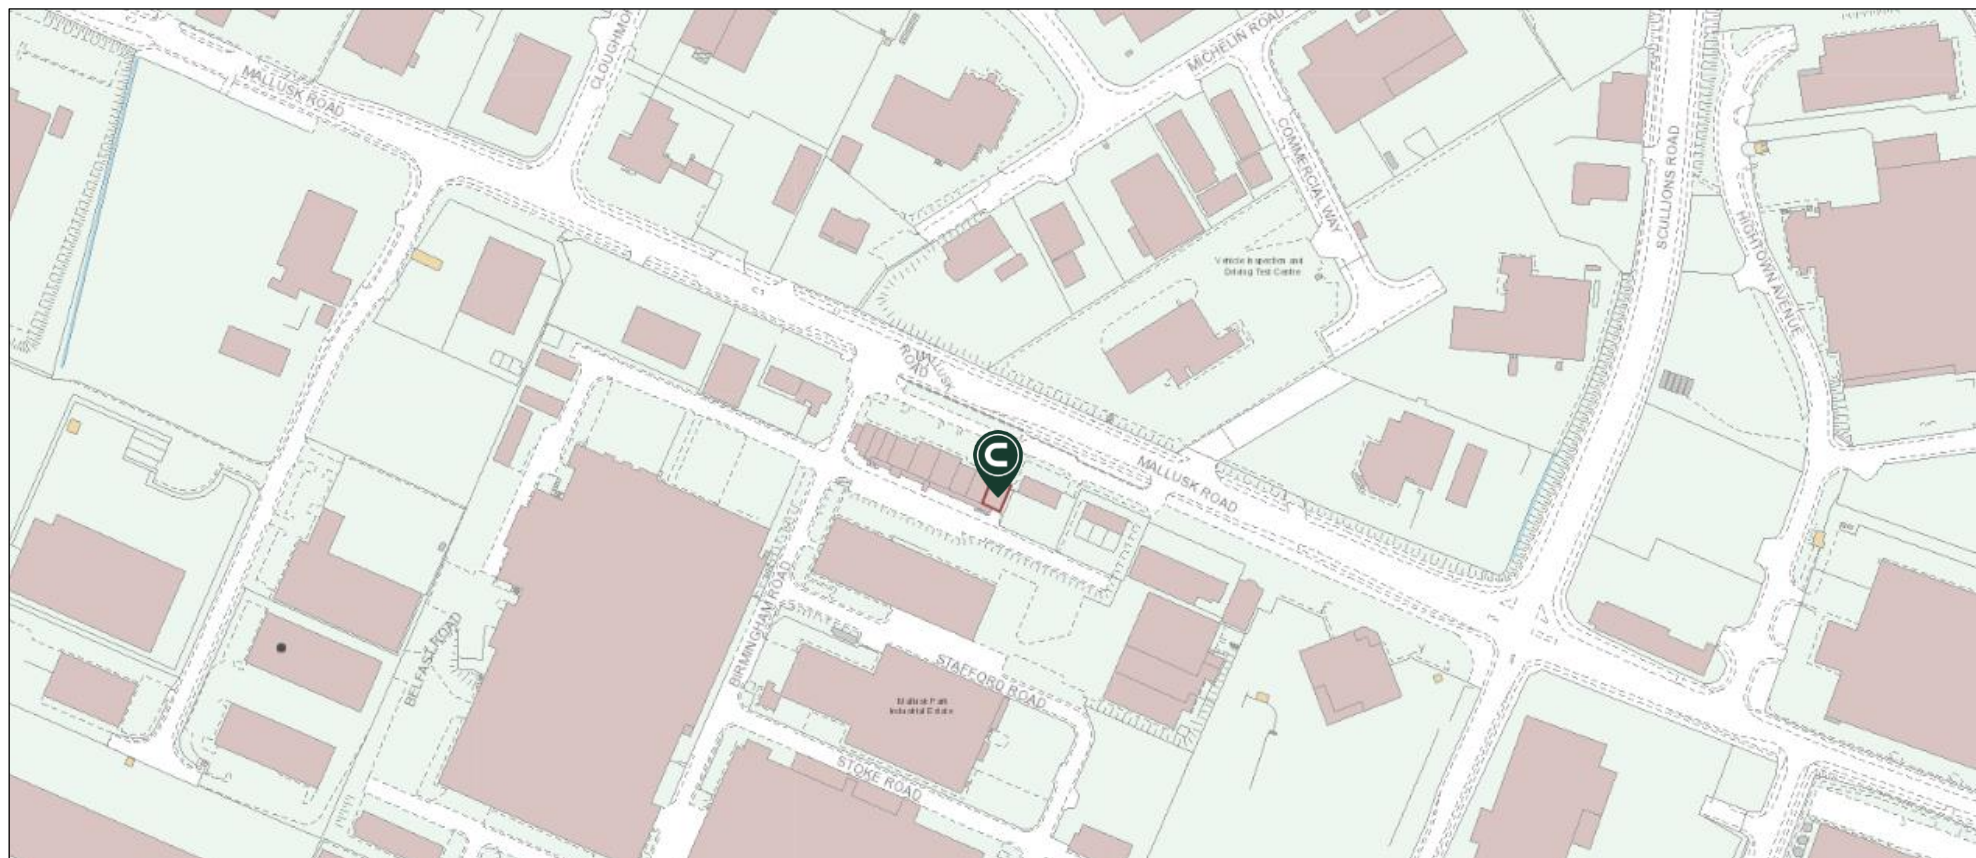 MALLUSK ROAD
CLOUGHMO
MICHELIN ROAD
COMMERCIAL WAY
SCULLIONS ROAD
HIGHTOWN AVENUE
Vehicle Inspection and
Driving Test Centre
MALLUSK
ROAD
C
MALLUSK ROAD
BIRMINGHAM ROAD
BELFAST ROAD
STAFFORD ROAD
Mallusk Park
Industrial Estate
STOKE ROAD